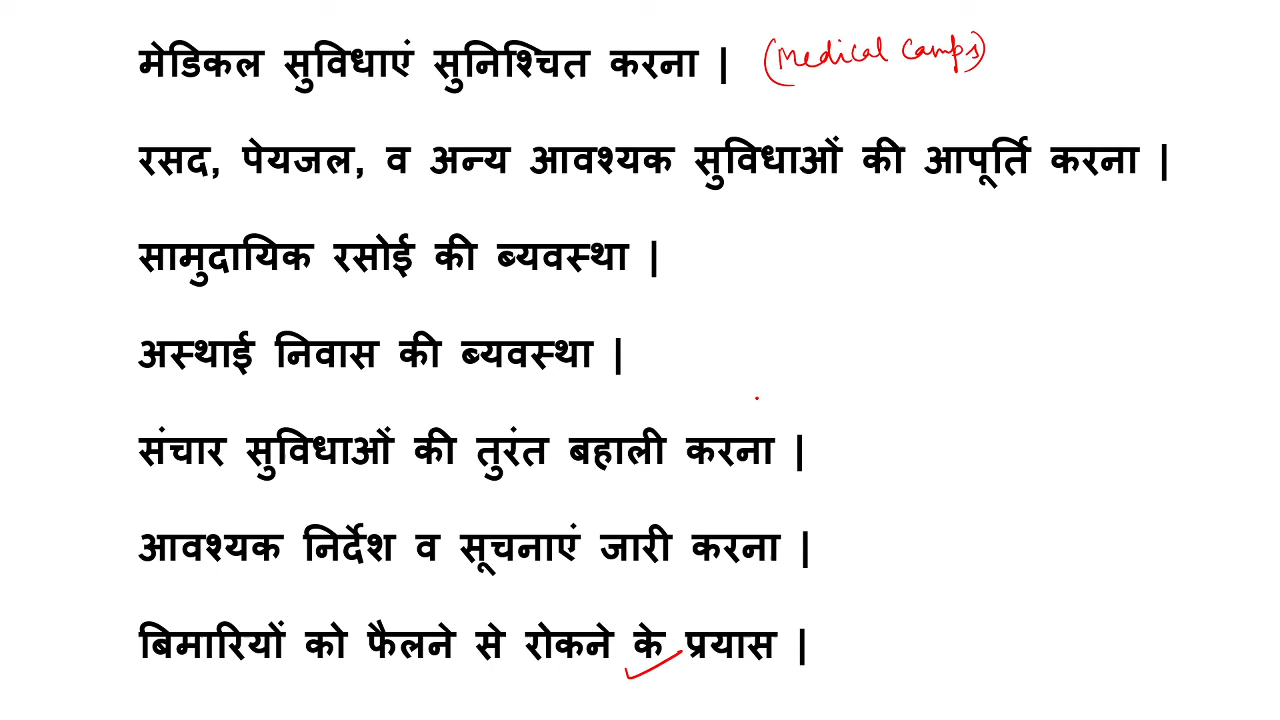 मेडिकल सुविधाएं सुनिश्चित करना | (Medical Camps)
रसद, पेयजल, व अन्य आवश्यक सुविधाओं की आपूर्ति करना |
सामुदायिक रसोई की ब्यवस्था |
अस्थाई निवास की ब्यवस्था |
संचार सुविधाओं की तुरंत बहाली करना |
आवश्यक निर्देश व सूचनाएं जारी करना |
बिमारियों को फैलने से रोकने के प्रयास |